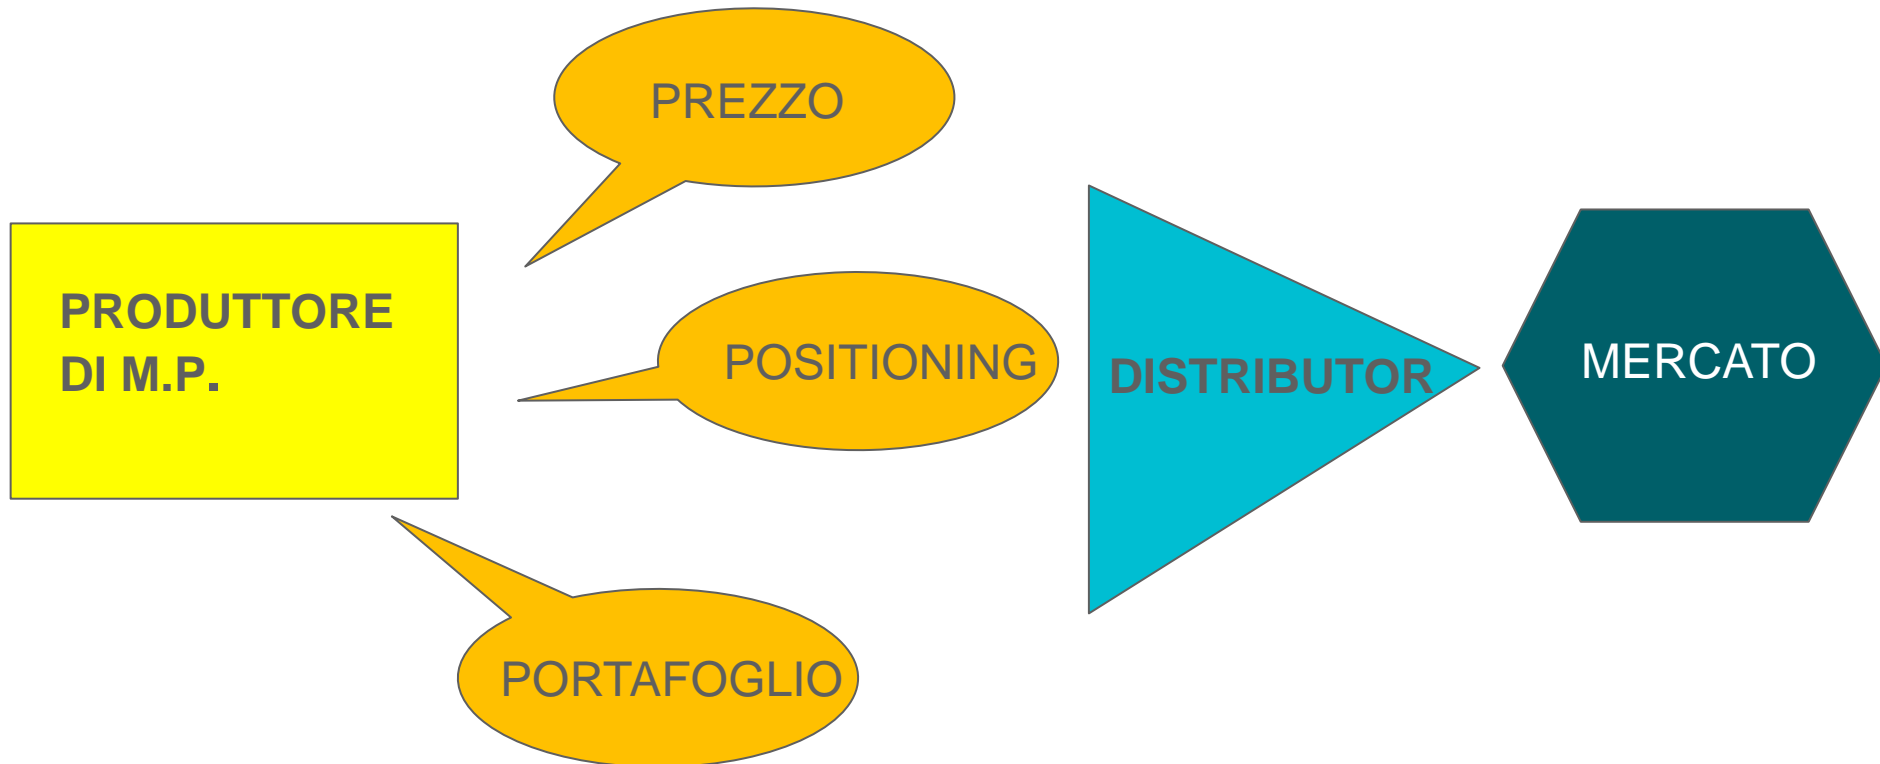 PREZZO
PRODUTTORE
DI M.P.
POSITIONING
DISTRIBUTOR
MERCATO
PORTAFOGLIO